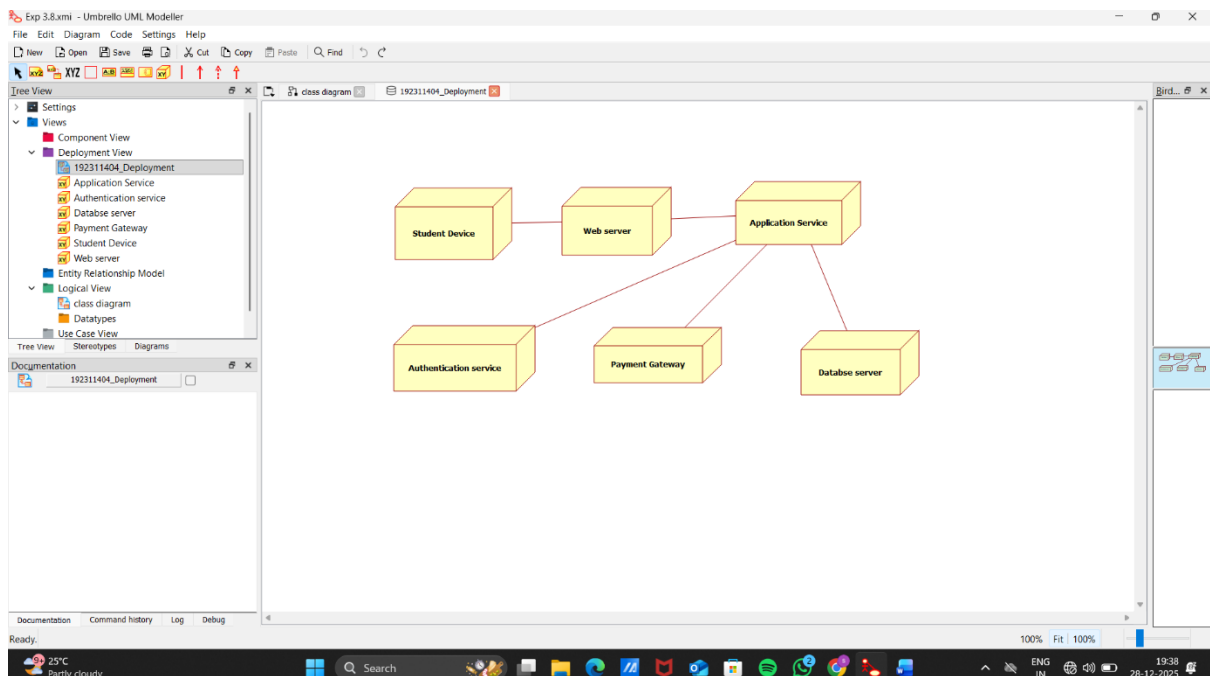 Exp 3.8.xmi - Umbrello UML Modeller
File Edit Diagram Code Settings Help
New Open Save Cut Copy Paste Find
XYZ
Tree View
class diagram 192311404_Deployment
Bird...
Settings
Views
Component View
Deployment View
192311404_Deployment
Application Service
Authentication service
Databse server
Payment Gateway
Student Device
Web server
Entity Relationship Model
Logical View
class diagram
Datatypes
Use Case View
Tree View Stereotypes Diagrams
Documentation
192311404_Deployment
Student Device
Web server
Application Service
Authentication service
Payment Gateway
Databse server
Documentation Command history Log Debug
Ready.
100% Fit 100%
9+
25°C
Partly cloudy
Search
2
ENG
IN
19:38
28-12-2025